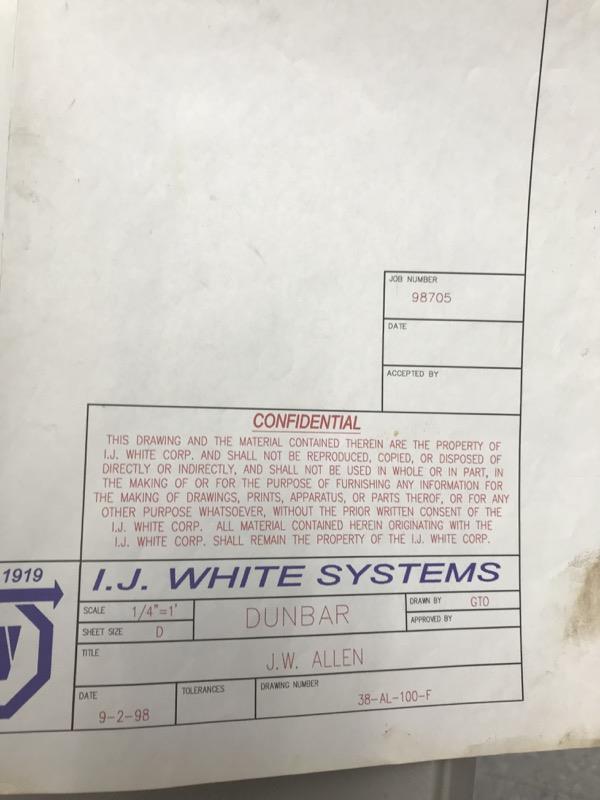 JOB NUMBER
98705
DATE
ACCEPTED BY
CONFIDENTIAL
THIS DRAWING AND THE MATERIAL CONTAINED THEREIN ARE THE PROPERTY OF
I.J. WHITE CORP. AND SHALL NOT BE REPRODUCED, COPIED, OR DISPOSED OF
DIRECTLY OR INDIRECTLY, AND SHALL NOT BE USED IN WHOLE OR IN PART, IN
THE MAKING OF OR FOR THE PURPOSE OF FURNISHING ANY INFORMATION FOR
THE MAKING OF DRAWINGS, PRINTS, APPARATUS, OR PARTS THEROF, OR FOR ANY
OTHER PURPOSE WHATSOEVER, WITHOUT THE PRIOR WRITTEN CONSENT OF THE
I.J. WHITE CORP. ALL MATERIAL CONTAINED HEREIN ORIGINATING WITH THE
I.J. WHITE CORP. SHALL REMAIN THE PROPERTY OF THE I.J. WHITE CORP.
1919
I.J. WHITE SYSTEMS
SCALE 1/4"=1'
SHEET SIZE D
DUNBAR
DRAWN BY GTO
APPROVED BY
TITLE
J.W. ALLEN
DATE
9-2-98
TOLERANCES
DRAWING NUMBER
38-AL-100-F